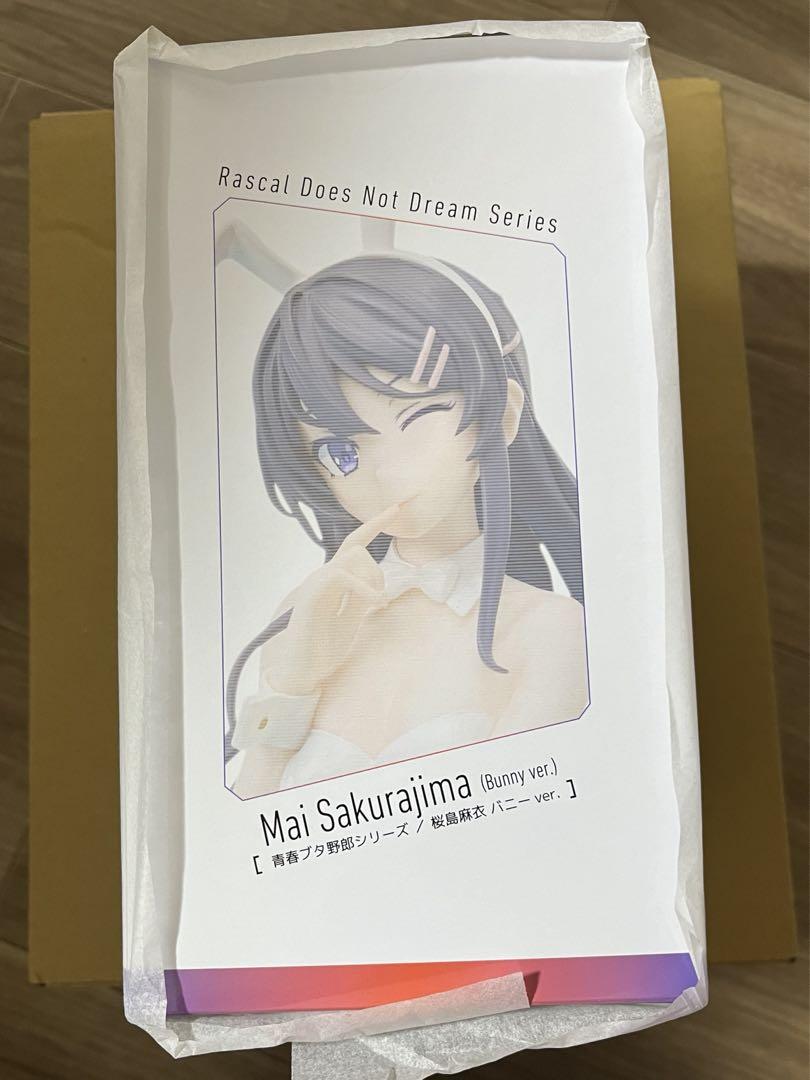 Rascal Does Not Dream Series
Mai Sakurajima (Bunny ver.)
[ 青春ブタ野郎シリーズ / 桜島麻衣 バニー ver. ]